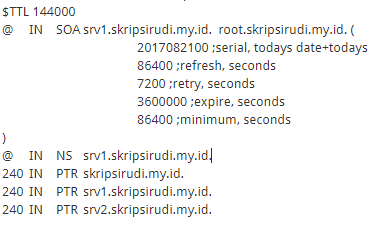 $TTL 144000
@ IN SOA srv1.skripsirudi.my.id. root.skripsirudi.my.id. (
2017082100 ;serial, todays date+todays
86400 ;refresh, seconds
7200 ;retry, seconds
3600000 ;expire, seconds
86400 ;minimum, seconds
)
@ IN NS srv1.skripsirudi.my.id.
240 IN PTR skripsirudi.my.id.
240 IN PTR srv1.skripsirudi.my.id.
240 IN PTR srv2.skripsirudi.my.id.